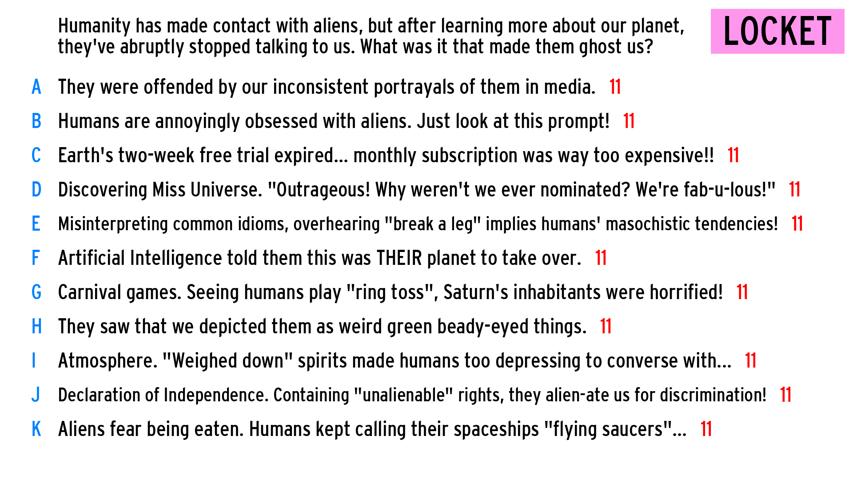 Humanity has made contact with aliens, but after learning more about our planet,
they've abruptly stopped talking to us. What was it that made them ghost us?
LOCKET
A They were offended by our inconsistent portrayals of them in media. 11
B Humans are annoyingly obsessed with aliens. Just look at this prompt! 11
C Earth's two-week free trial expired... monthly subscription was way too expensive!! 11
D Discovering Miss Universe. "Outrageous! Why weren't we ever nominated? We're fab-u-lous!" 11
E Misinterpreting common idioms, overhearing "break a leg" implies humans' masochistic tendencies! 11
F Artificial Intelligence told them this was THEIR planet to take over. 11
G Carnival games. Seeing humans play "ring toss", Saturn's inhabitants were horrified! 11
H They saw that we depicted them as weird green beady-eyed things. 11
I Atmosphere. "Weighed down" spirits made humans too depressing to converse with... 11
J Declaration of Independence. Containing "unalienable" rights, they alien-ate us for discrimination! 11
K Aliens fear being eaten. Humans kept calling their spaceships "flying saucers"... 11